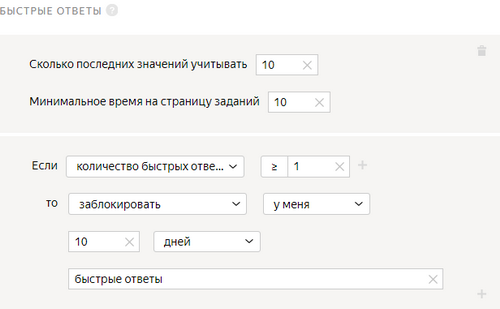 БЫСТРЫЕ ОТВЕТЫ ?
Сколько последних значений учитывать 10
Минимальное время на страницу заданий 10
Если количество быстрых отве... ≥ 1
то заблокировать у меня
10 дней
быстрые ответы